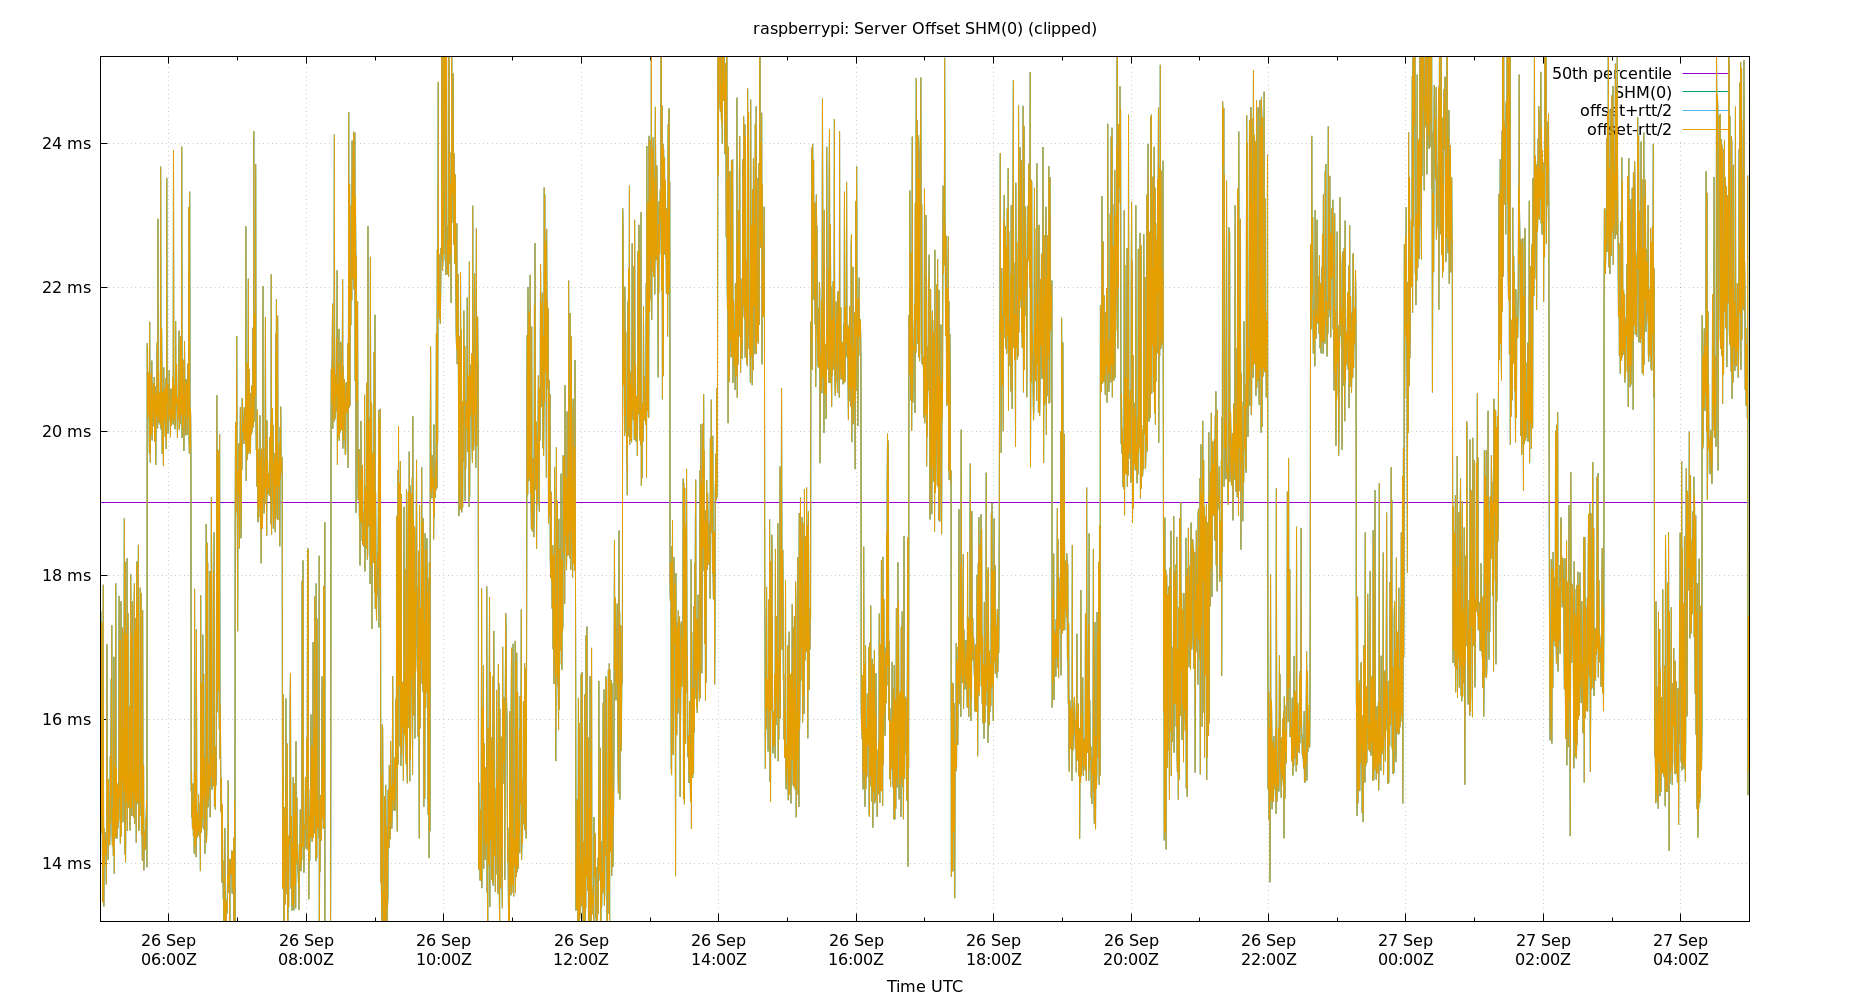 raspberrypi: Server Offset SHM(0) (clipped)
50th percentile
SHM(0)
offset+rtt/2
offset-rtt/2
24 ms
22 ms
20 ms
18 ms
16 ms
14 ms
26 Sep 26 Sep 26 Sep 26 Sep 26 Sep 26 Sep 26 Sep 26 Sep 26 Sep 27 Sep 27 Sep 27 Sep
06:00Z 08:00Z 10:00Z 12:00Z 14:00Z 16:00Z 18:00Z 20:00Z 22:00Z 00:00Z 02:00Z 04:00Z
Time UTC